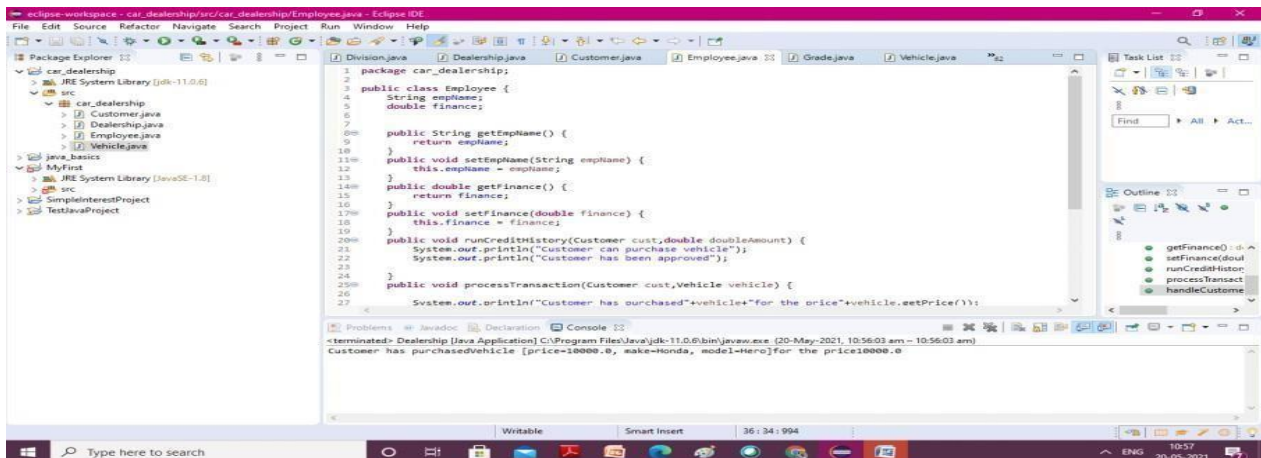 eclipse-workspace - car_dealership/src/car_dealership/Employee.java - Eclipse IDE
File Edit Source Refactor Navigate Search Project Run Window Help
Package Explorer
car_dealership
JRE System Library [jdk-11.0.6]
src
car_dealership
Customer.java
Dealership.java
Employee.java
Vehicle.java
java_basics
MyFirst
JRE System Library [JavaSE-1.8]
src
SimpleInterestProject
TestJavaProject
Division.java Dealership.java Customer.java Employee.java Grade.java Vehicle.java
1 package car_dealership;
2
3 public class Employee {
4 String empName;
5 double finance;
6
7
8 public String getEmpName() {
9 return empName;
10 }
11 public void setEmpName(String empName) {
12 this.empName = empName;
13 }
14 public double getFinance() {
15 return finance;
16 }
17 public void setFinance(double finance) {
18 this.finance = finance;
19 }
20 public void runCreditHistory(Customer cust,double doubleAmount) {
21 System.out.println("Customer can purchase vehicle");
22 System.out.println("Customer has been approved");
23
24 }
25 public void processTransaction(Customer cust,Vehicle vehicle) {
26
27 System.out.println("Customer has purchased"+vehicle+"for the price"+vehicle.getPrice());
Task List
Find All Act...
Outline
getFinance() : d
setFinance(doul
runCreditHistor
processTransact
handleCustome
Problems Javadoc Declaration Console
<terminated> Dealership [Java Application] C:\Program Files\Java\jdk-11.0.6\bin\javaw.exe (20-May-2021, 10:56:03 am – 10:56:03 am)
Customer has purchasedVehicle [price=10000.0, make=Honda, model=Hero]for the price10000.0
Writable Smart Insert 36 : 34 : 994
Type here to search
ENG
10:57
20-05-2021